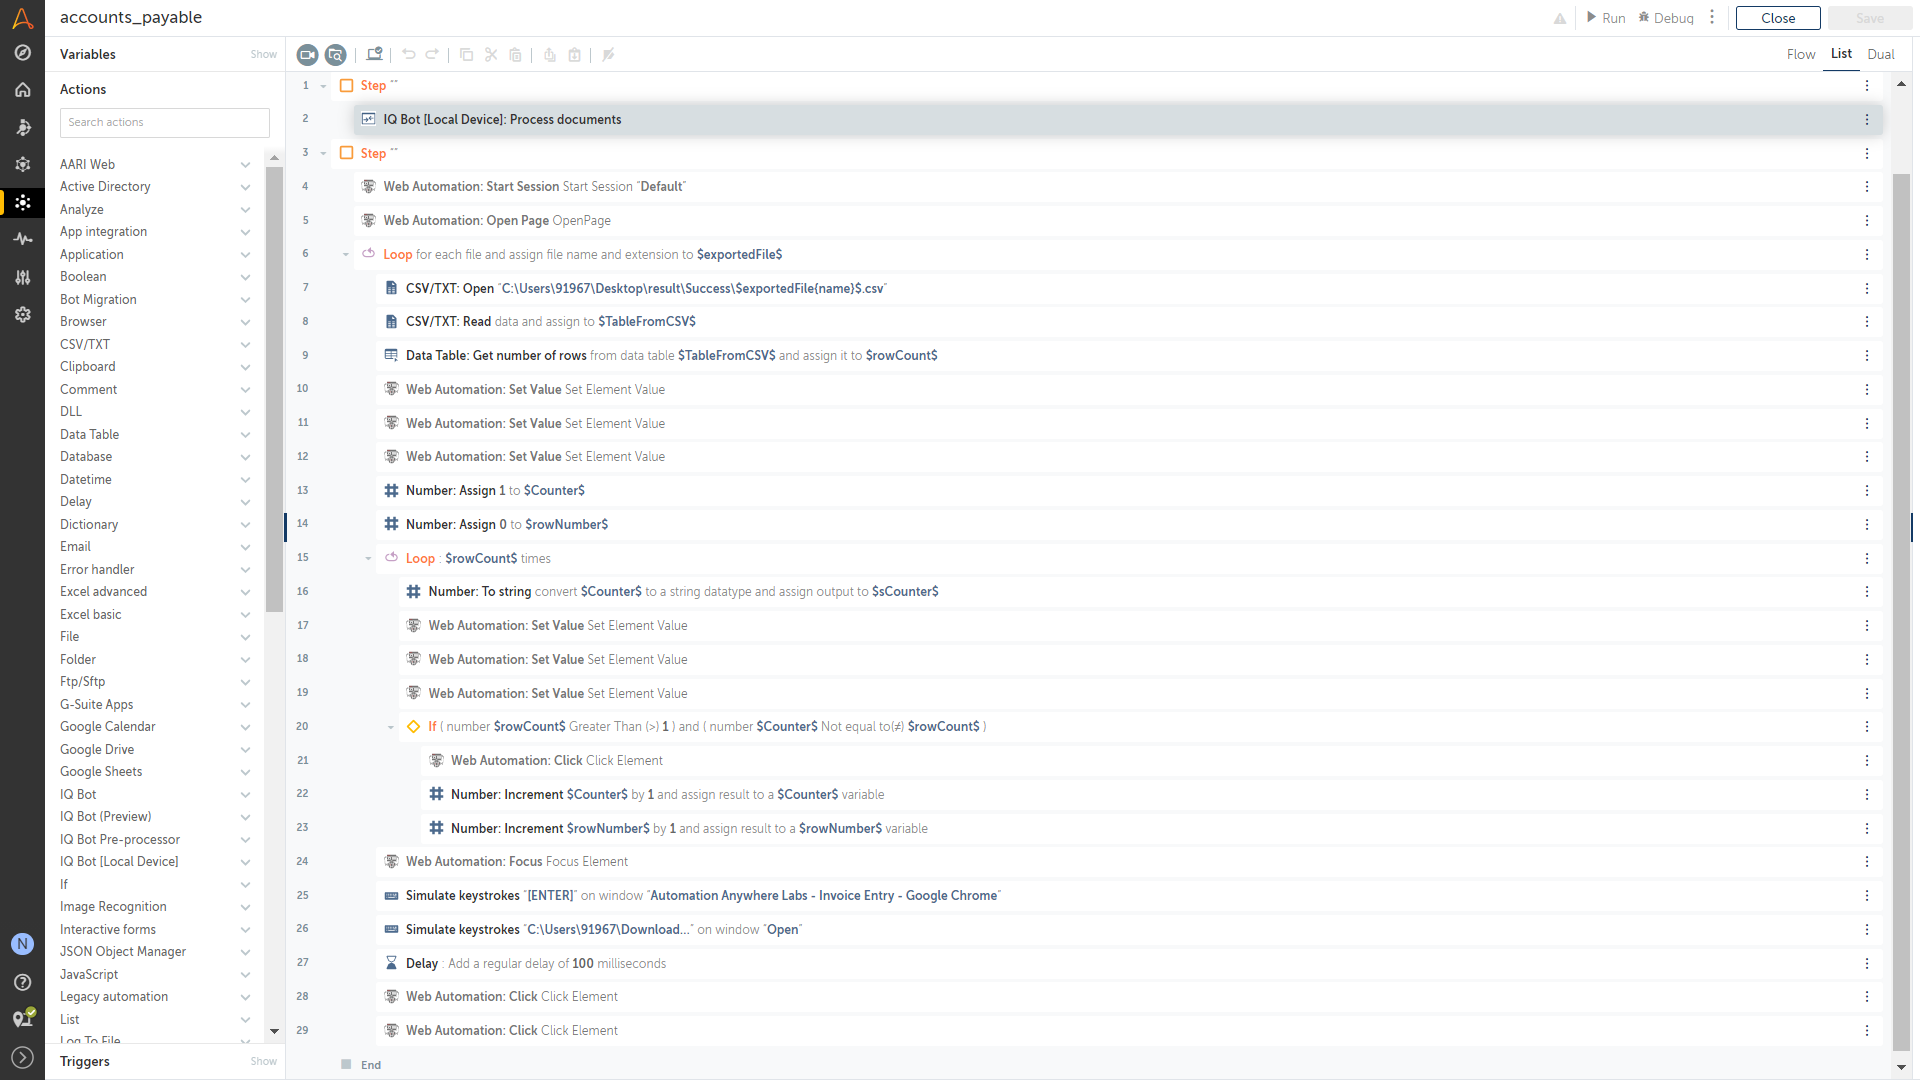 accounts_payable
Run
Debug
Close
Save
Variables
Show
Flow
List
Dual
Actions
Search actions
AARI Web
Active Directory
Analyze
App integration
Application
Boolean
Bot Migration
Browser
CSV/TXT
Clipboard
Comment
DLL
Data Table
Database
Datetime
Delay
Dictionary
Email
Error handler
Excel advanced
Excel basic
File
Folder
Ftp/Sftp
G-Suite Apps
Google Calendar
Google Drive
Google Sheets
IQ Bot
IQ Bot (Preview)
IQ Bot Pre-processor
IQ Bot [Local Device]
If
Image Recognition
Interactive forms
JSON Object Manager
JavaScript
Legacy automation
List
Log To File
Triggers
Show
N
1 Step ""
2 IQ Bot [Local Device]: Process documents
3 Step ""
4 Web Automation: Start Session Start Session "Default"
5 Web Automation: Open Page OpenPage
6 Loop for each file and assign file name and extension to $exportedFile$
7 CSV/TXT: Open "C:\Users\91967\Desktop\result\Success\$exportedFile{name}$.csv"
8 CSV/TXT: Read data and assign to $TableFromCSV$
9 Data Table: Get number of rows from data table $TableFromCSV$ and assign it to $rowCount$
10 Web Automation: Set Value Set Element Value
11 Web Automation: Set Value Set Element Value
12 Web Automation: Set Value Set Element Value
13 Number: Assign 1 to $Counter$
14 Number: Assign 0 to $rowNumber$
15 Loop : $rowCount$ times
16 Number: To string convert $Counter$ to a string datatype and assign output to $sCounter$
17 Web Automation: Set Value Set Element Value
18 Web Automation: Set Value Set Element Value
19 Web Automation: Set Value Set Element Value
20 If ( number $rowCount$ Greater Than (>) 1 ) and ( number $Counter$ Not equal to(≠) $rowCount$ )
21 Web Automation: Click Click Element
22 Number: Increment $Counter$ by 1 and assign result to a $Counter$ variable
23 Number: Increment $rowNumber$ by 1 and assign result to a $rowNumber$ variable
24 Web Automation: Focus Focus Element
25 Simulate keystrokes "[ENTER]" on window "Automation Anywhere Labs - Invoice Entry - Google Chrome"
26 Simulate keystrokes "C:\Users\91967\Download..." on window "Open"
27 Delay : Add a regular delay of 100 milliseconds
28 Web Automation: Click Click Element
29 Web Automation: Click Click Element
End